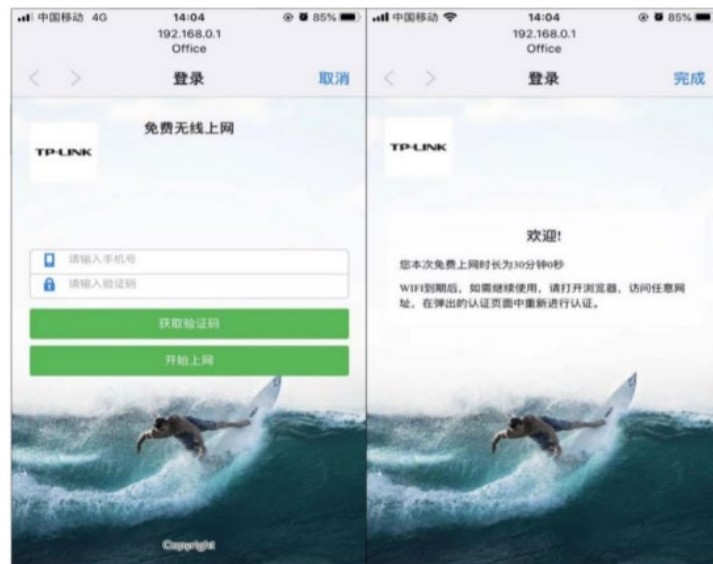 中国移动 4G
14:04
85%
192.168.0.1
Office
登录
取消
TP-LINK
免费无线上网
请输入手机号
请输入验证码
获取验证码
开始上网
Copyright
中国移动
14:04
85%
192.168.0.1
Office
登录
完成
TP-LINK
欢迎!
您本次免费上网时长为30分钟0秒
WIFI到期后，如需继续使用，请打开浏览器，访问任意网
址，在弹出的认证页面中重新进行认证。